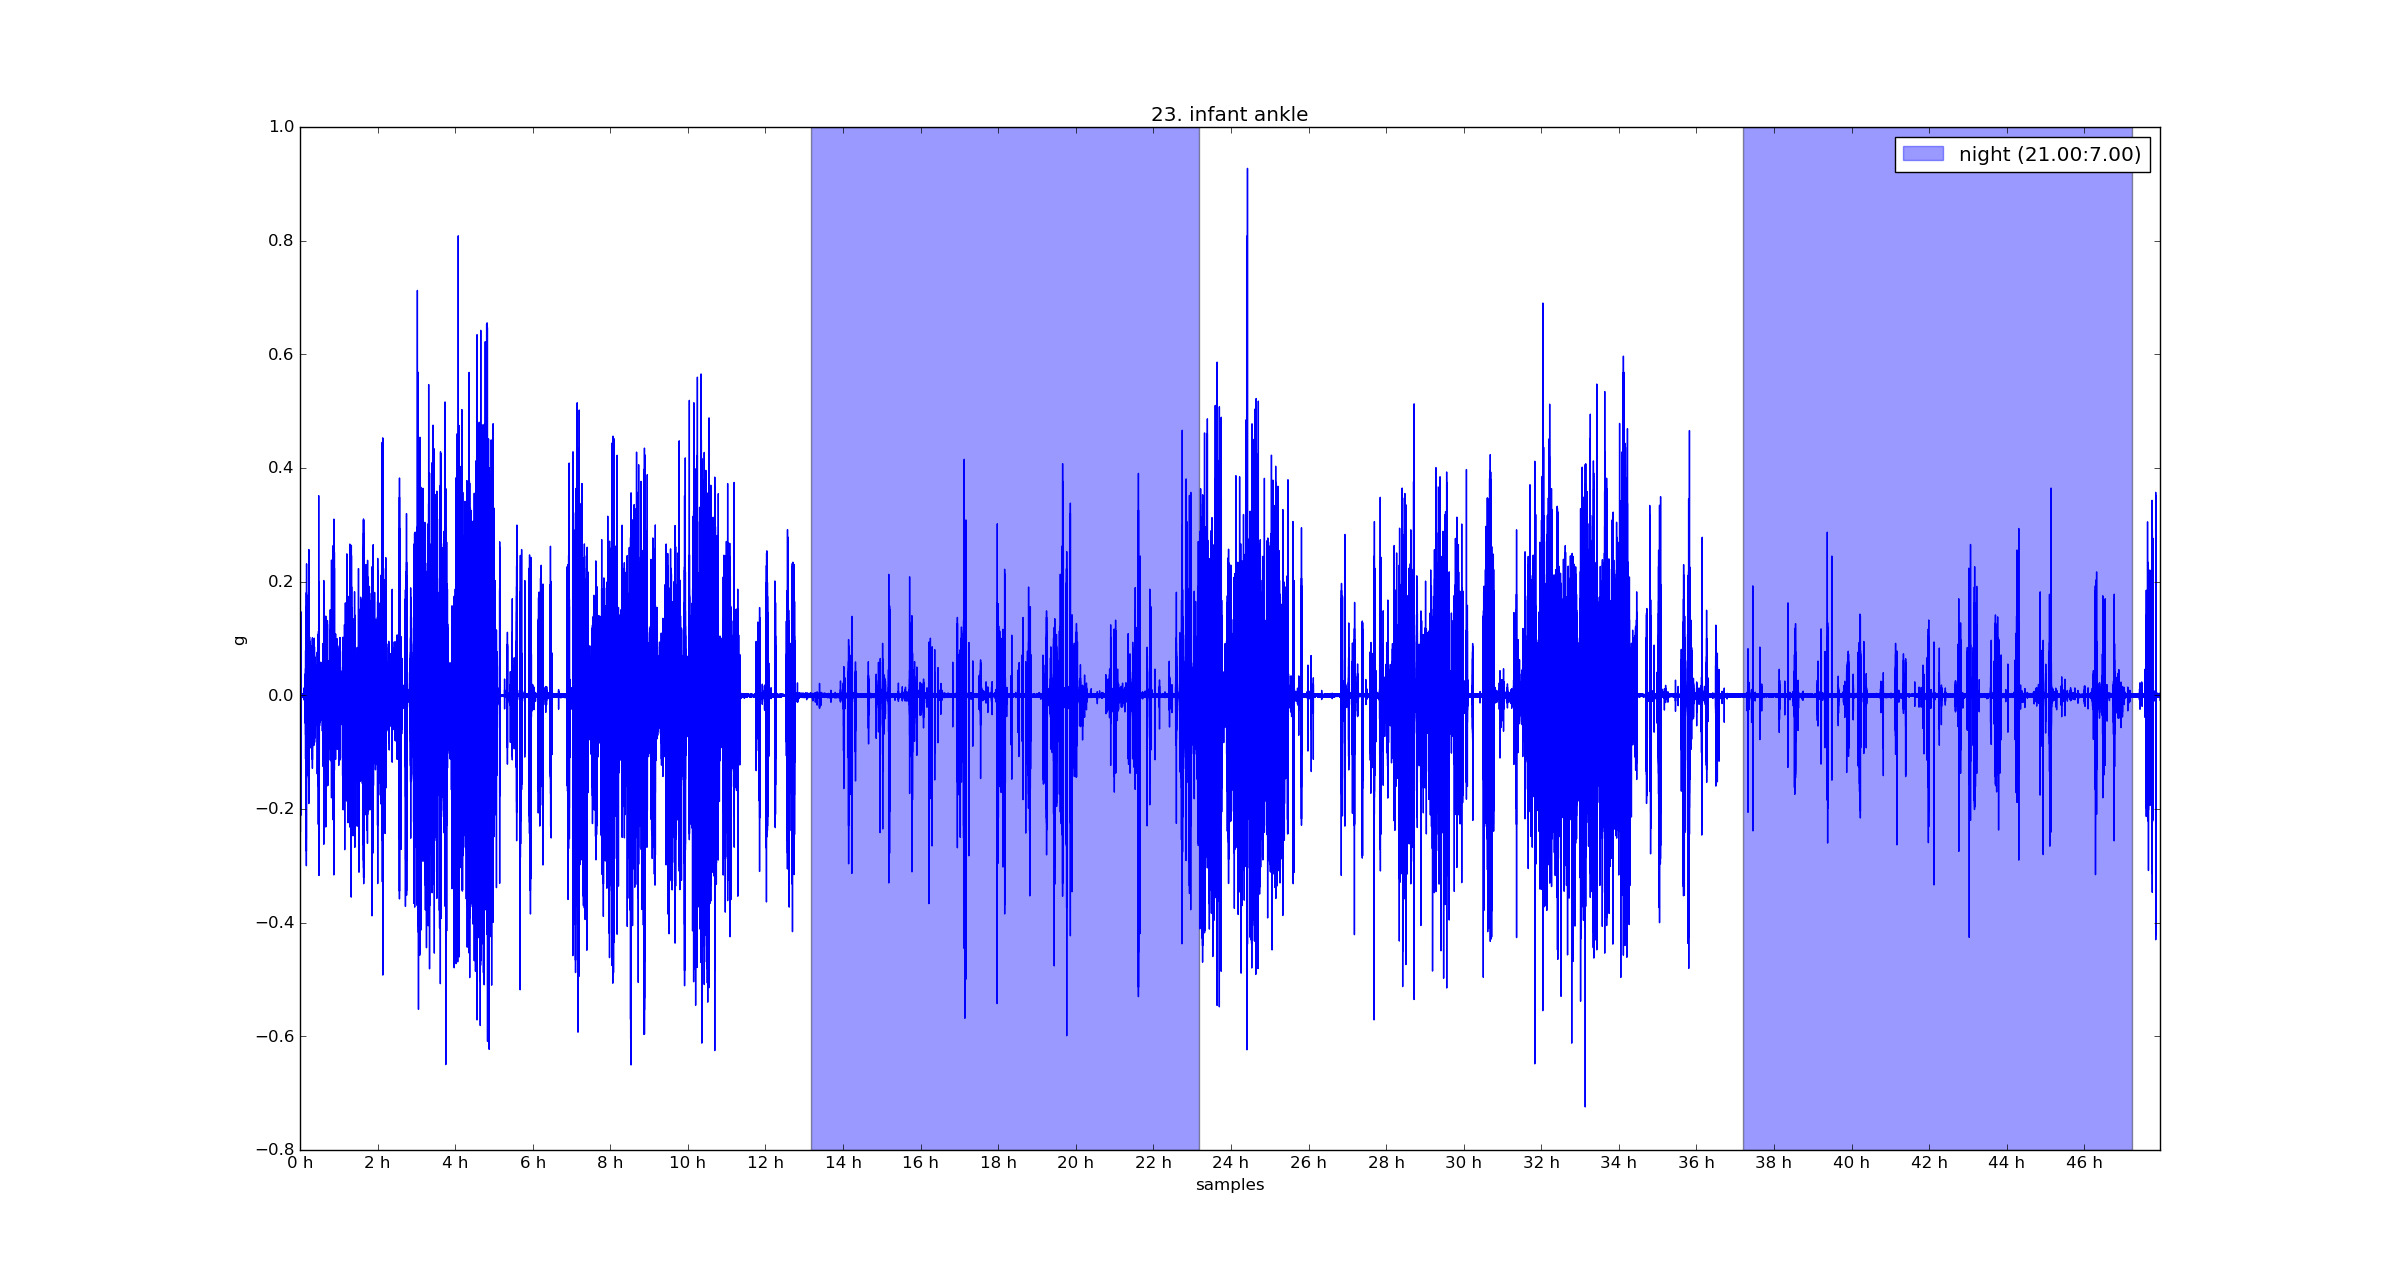 23. infant ankle
night (21.00:7.00)
1.0
0.8
0.6
0.4
0.2
0.0
−0.2
−0.4
−0.6
−0.8
g
0 h 2 h 4 h 6 h 8 h 10 h 12 h 14 h 16 h 18 h 20 h 22 h 24 h 26 h 28 h 30 h 32 h 34 h 36 h 38 h 40 h 42 h 44 h 46 h
samples